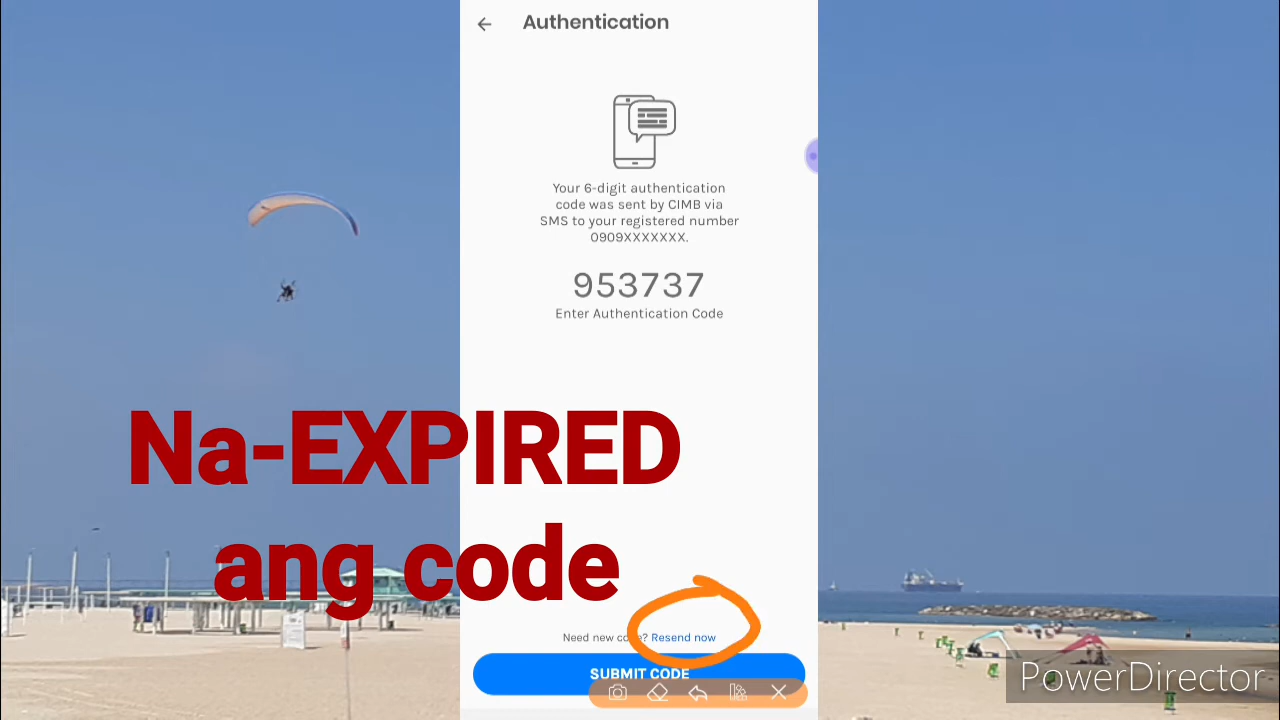 Authentication
Your 6-digit authentication
code was sent by CIMB via
SMS to your registered number
0909XXXXXXX.
953737
Enter Authentication Code
Na-EXPIRED
ang code
Need new code? Resend now
SUBMIT CODE
PowerDirector